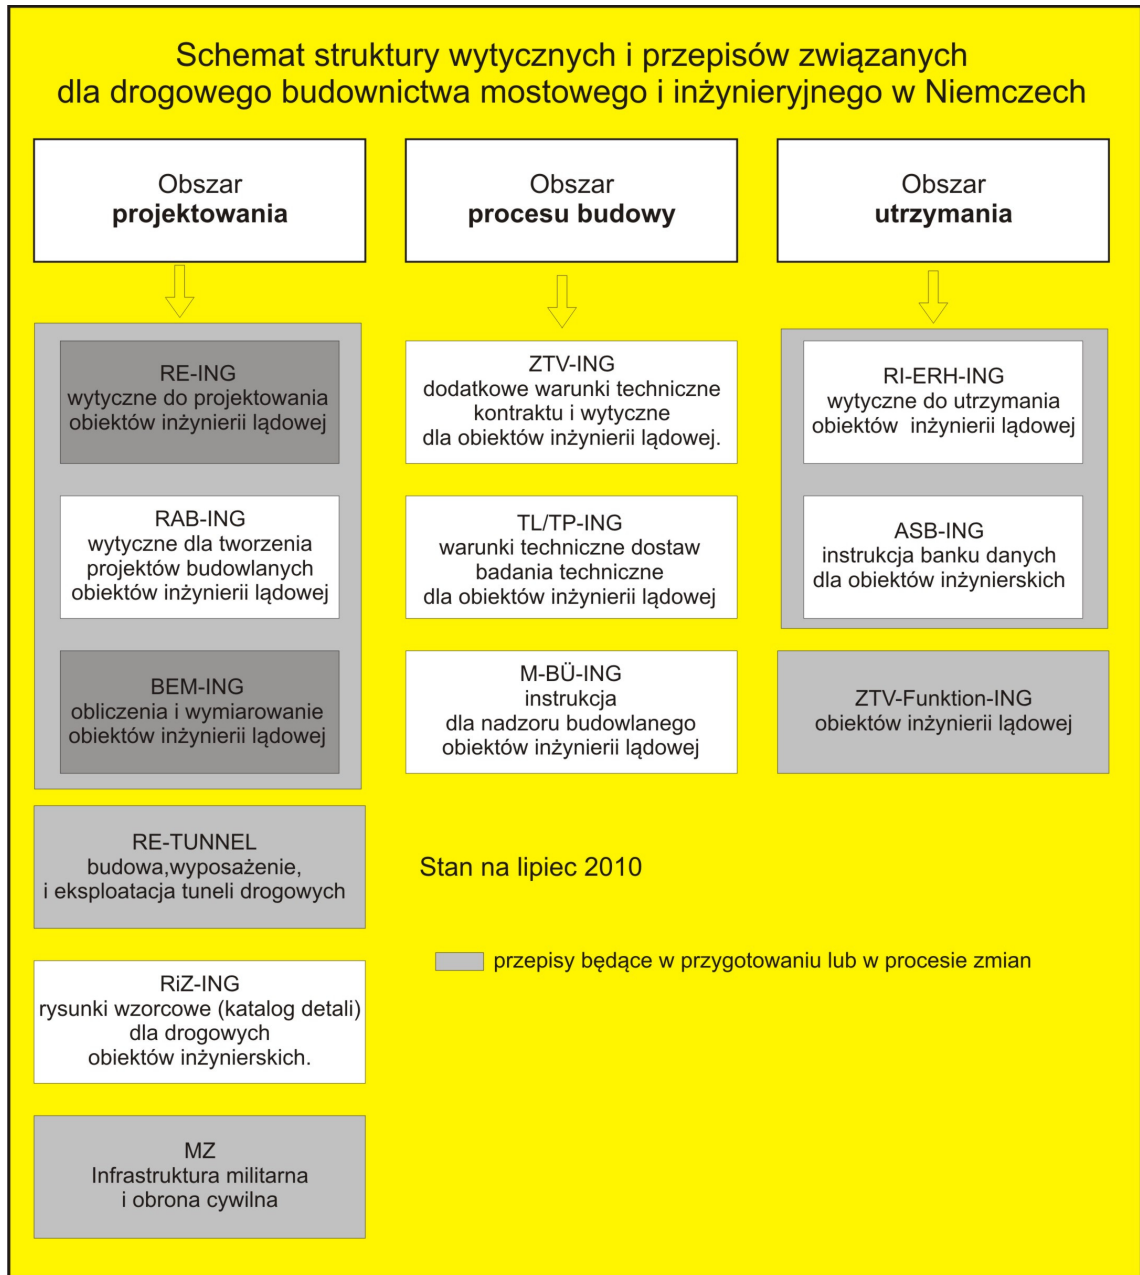 Schemat struktury wytycznych i przepisów związanych
dla drogowego budownictwa mostowego i inżynieryjnego w Niemczech
Obszar
projektowania
RE-ING
wytyczne do projektowania
obiektów inżynierii lądowej
RAB-ING
wytyczne dla tworzenia
projektów budowlanych
obiektów inżynierii lądowej
BEM-ING
obliczenia i wymiarowanie
obiektów inżynierii lądowej
RE-TUNNEL
budowa,wyposażenie,
i eksploatacja tuneli drogowych
RiZ-ING
rysunki wzorcowe (katalog detali)
dla drogowych
obiektów inżynierskich.
MZ
Infrastruktura militarna
i obrona cywilna
Obszar
procesu budowy
ZTV-ING
dodatkowe warunki techniczne
kontraktu i wytyczne
dla obiektów inżynierii lądowej.
TL/TP-ING
warunki techniczne dostaw
badania techniczne
dla obiektów inżynierii lądowej
M-BÜ-ING
instrukcja
dla nadzoru budowlanego
obiektów inżynierii lądowej
Obszar
utrzymania
RI-ERH-ING
wytyczne do utrzymania
obiektów inżynierii lądowej
ASB-ING
instrukcja banku danych
dla obiektów inżynierskich
ZTV-Funktion-ING
obiektów inżynierii lądowej
Stan na lipiec 2010
przepisy będące w przygotowaniu lub w procesie zmian